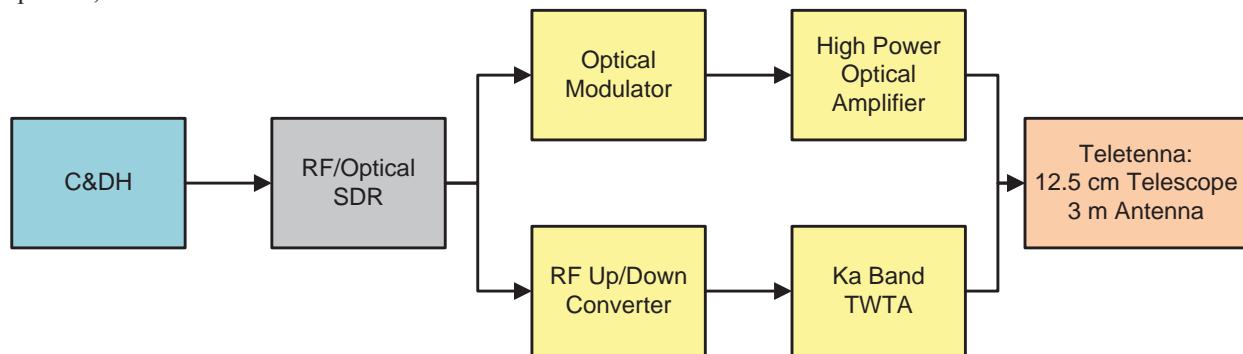 C&DH
RF/Optical
SDR
Optical
Modulator
High Power
Optical
Amplifier
RF Up/Down
Converter
Ka Band
TWTA
Teletenna:
12.5 cm Telescope
3 m Antenna